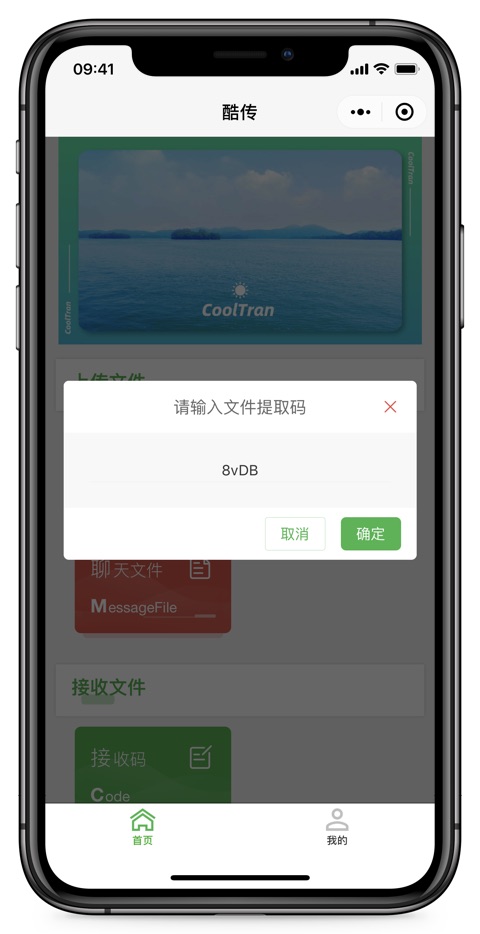 09:41
酷传
CoolTran
CoolTran
CoolTran
上传文件
请输入文件提取码
8vDB
取消
确定
聊天文件
MessageFile
接收文件
接收码
Code
首页
我的